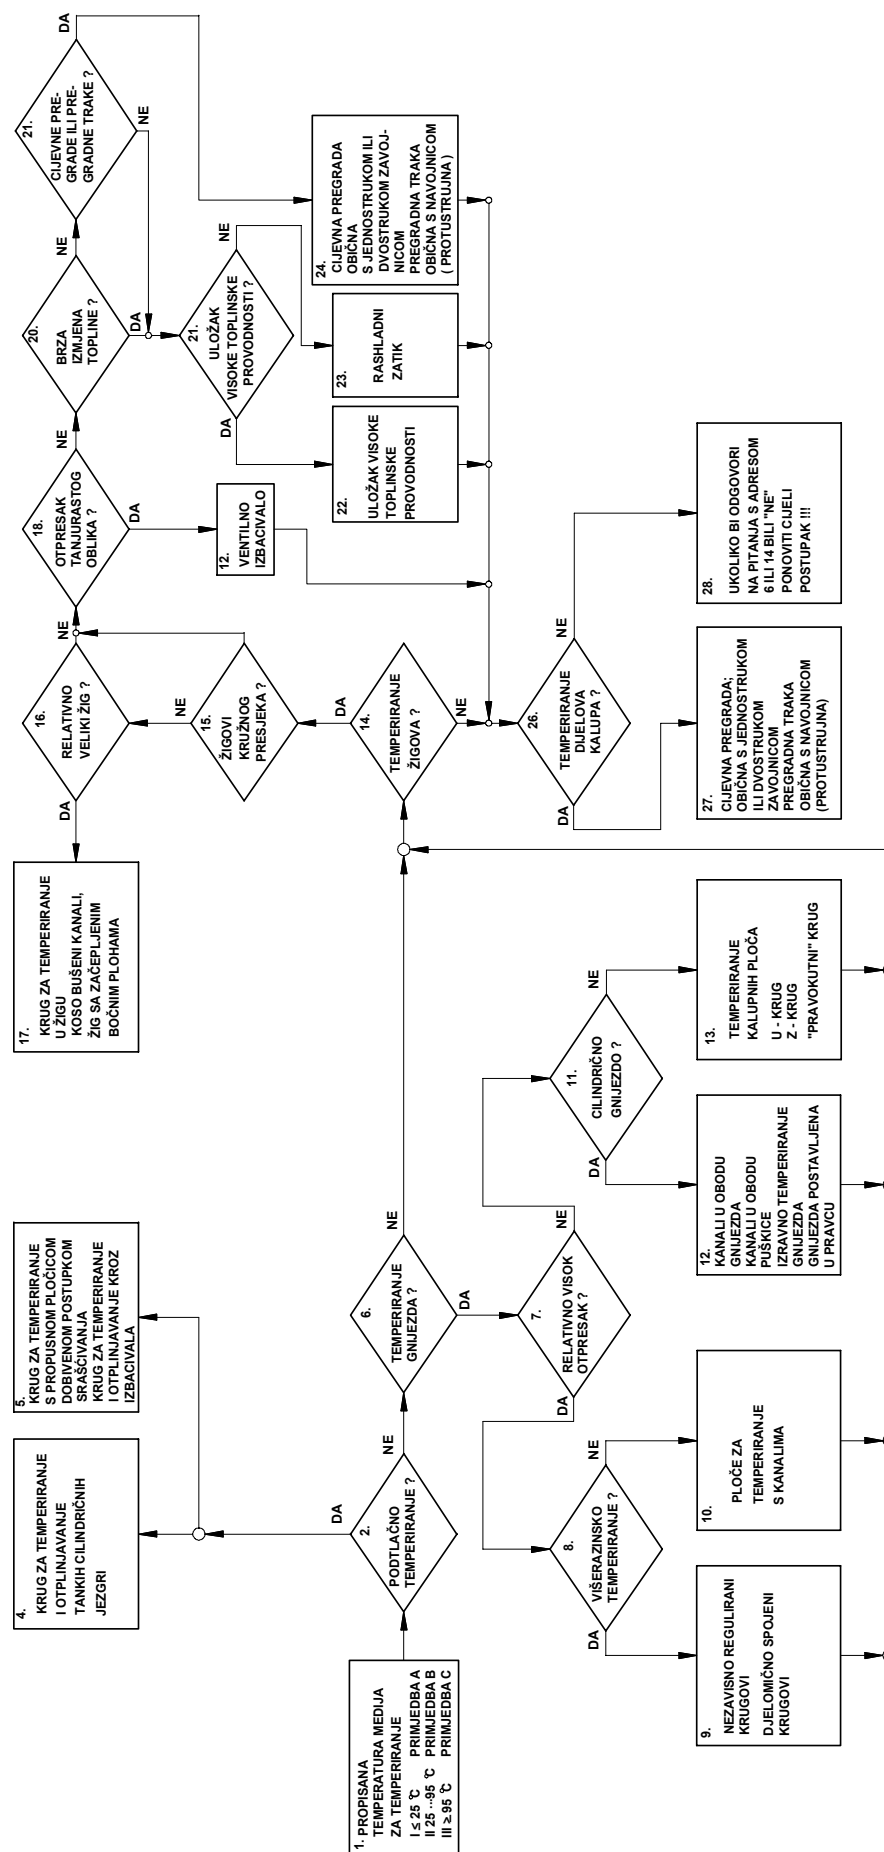 1. PROPISANA
TEMPERATURA MEDIJA
ZA TEMPERIRANJE
I ≤ 25 °C PRIMJEDBA A
II 25 ···95 °C PRIMJEDBA B
III ≥ 95 °C PRIMJEDBA C
2.
PODTLAČNO
TEMPERIRANJE ?
DA
NE
4.
KRUG ZA TEMPERIRANJE
I OTPLINJAVANJE
TANKIH CILINDRIČNIH
JEZGRI
5.
KRUG ZA TEMPERIRANJE
S PROPUSNOM PLOČICOM
DOBIVENOM POSTUPKOM
SRAŠĆIVANJA
KRUG ZA TEMPERIRANJE
I OTPLINJAVANJE KROZ
IZBACIVALA
6.
TEMPERIRANJE
GNIJEZDA ?
NE
DA
7.
RELATIVNO VISOK
OTPRESAK ?
DA
NE
8.
VIŠERAZINSKO
TEMPERIRANJE ?
DA
NE
9.
NEZAVISNO REGULIRANI
KRUGOVI
DJELOMIČNO SPOJENI
KRUGOVI
10.
PLOČE ZA
TEMPERIRANJE
S KANALIMA
11.
CILINDRIČNO
GNIJEZDO ?
DA
NE
12.
KANALI U OBODU
GNIJEZDA
KANALI U OBODU
PUŠKICE
IZRAVNO TEMPERIRANJE
GNIJEZDA
GNIJEZDA POSTAVLJENA
U PRAVCU
13.
TEMPERIRANJE
KALUPNIH PLOČA
U - KRUG
Z - KRUG
"PRAVOKUTNI" KRUG
14.
TEMPERIRANJE
ŽIGOVA ?
DA
NE
15.
ŽIGOVI
KRUŽNOG
PRESJEKA ?
NE
16.
RELATIVNO
VELIKI ŽIG ?
DA
NE
17.
KRUG ZA TEMPERIRANJE
U ŽIGU
KOSO BUŠENI KANALI,
ŽIG SA ZAČEPLJENIM
BOČNIM PLOHAMA
18.
OTPRESAK
TANJURASTOG
OBLIKA ?
DA
NE
12.
VENTILNO
IZBACIVALO
20.
BRZA
IZMJENA
TOPLINE ?
DA
NE
21.
CIJEVNE PRE-
GRADE ILI PRE-
GRADNE TRAKE ?
DA
NE
21.
ULOŽAK
VISOKE TOPLINSKE
PROVODNOSTI ?
DA
NE
22.
ULOŽAK VISOKE
TOPLINSKE
PROVODNOSTI
23.
RASHLADNI
ZATIK
24.
CIJEVNA PREGRADA
OBIČNA
S JEDNOSTRUKOM ILI
DVOSTRUKOM ZAVOJ-
NICOM
PREGRADNA TRAKA
OBIČNA S NAVOJNICOM
( PROTUSTRUJNA )
26.
TEMPERIRANJE
DIJELOVA
KALUPA ?
DA
NE
27.
CIJEVNA PREGRADA;
OBIČNA S JEDNOSTRUKOM
ILI DVOSTRUKOM
ZAVOJNICOM
PREGRADNA TRAKA
OBIČNA S NAVOJNICOM
(PROTUSTRUJNA)
28.
UKOLIKO BI ODGOVORI
NA PITANJA S ADRESOM
6 ILI 14 BILI "NE"
PONOVITI CIJELI
POSTUPAK !!!